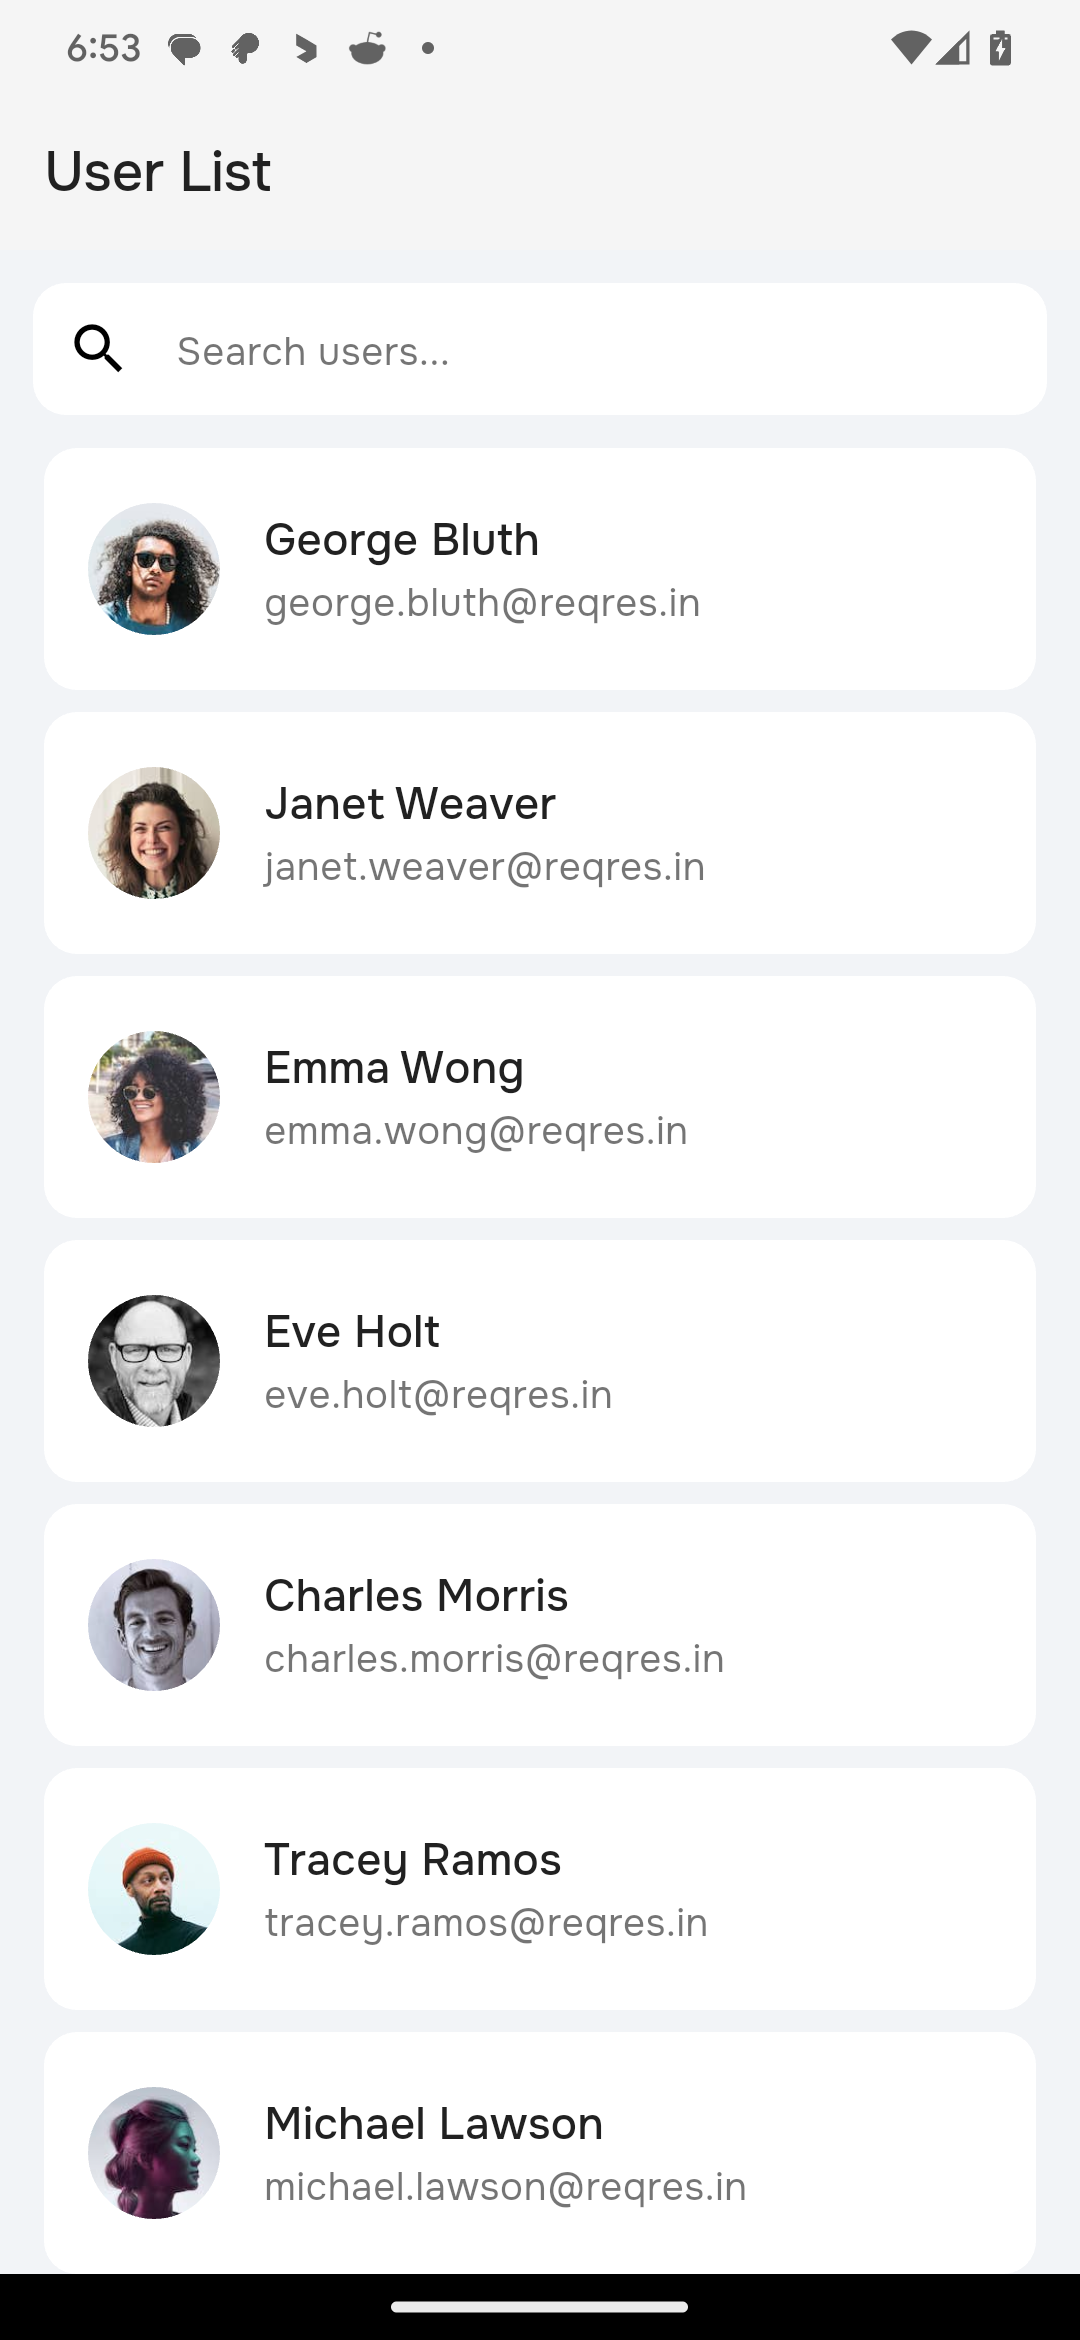 6:53
User List
Search users...
George Bluth
george.bluth@reqres.in
Janet Weaver
janet.weaver@reqres.in
Emma Wong
emma.wong@reqres.in
Eve Holt
eve.holt@reqres.in
Charles Morris
charles.morris@reqres.in
Tracey Ramos
tracey.ramos@reqres.in
Michael Lawson
michael.lawson@reqres.in